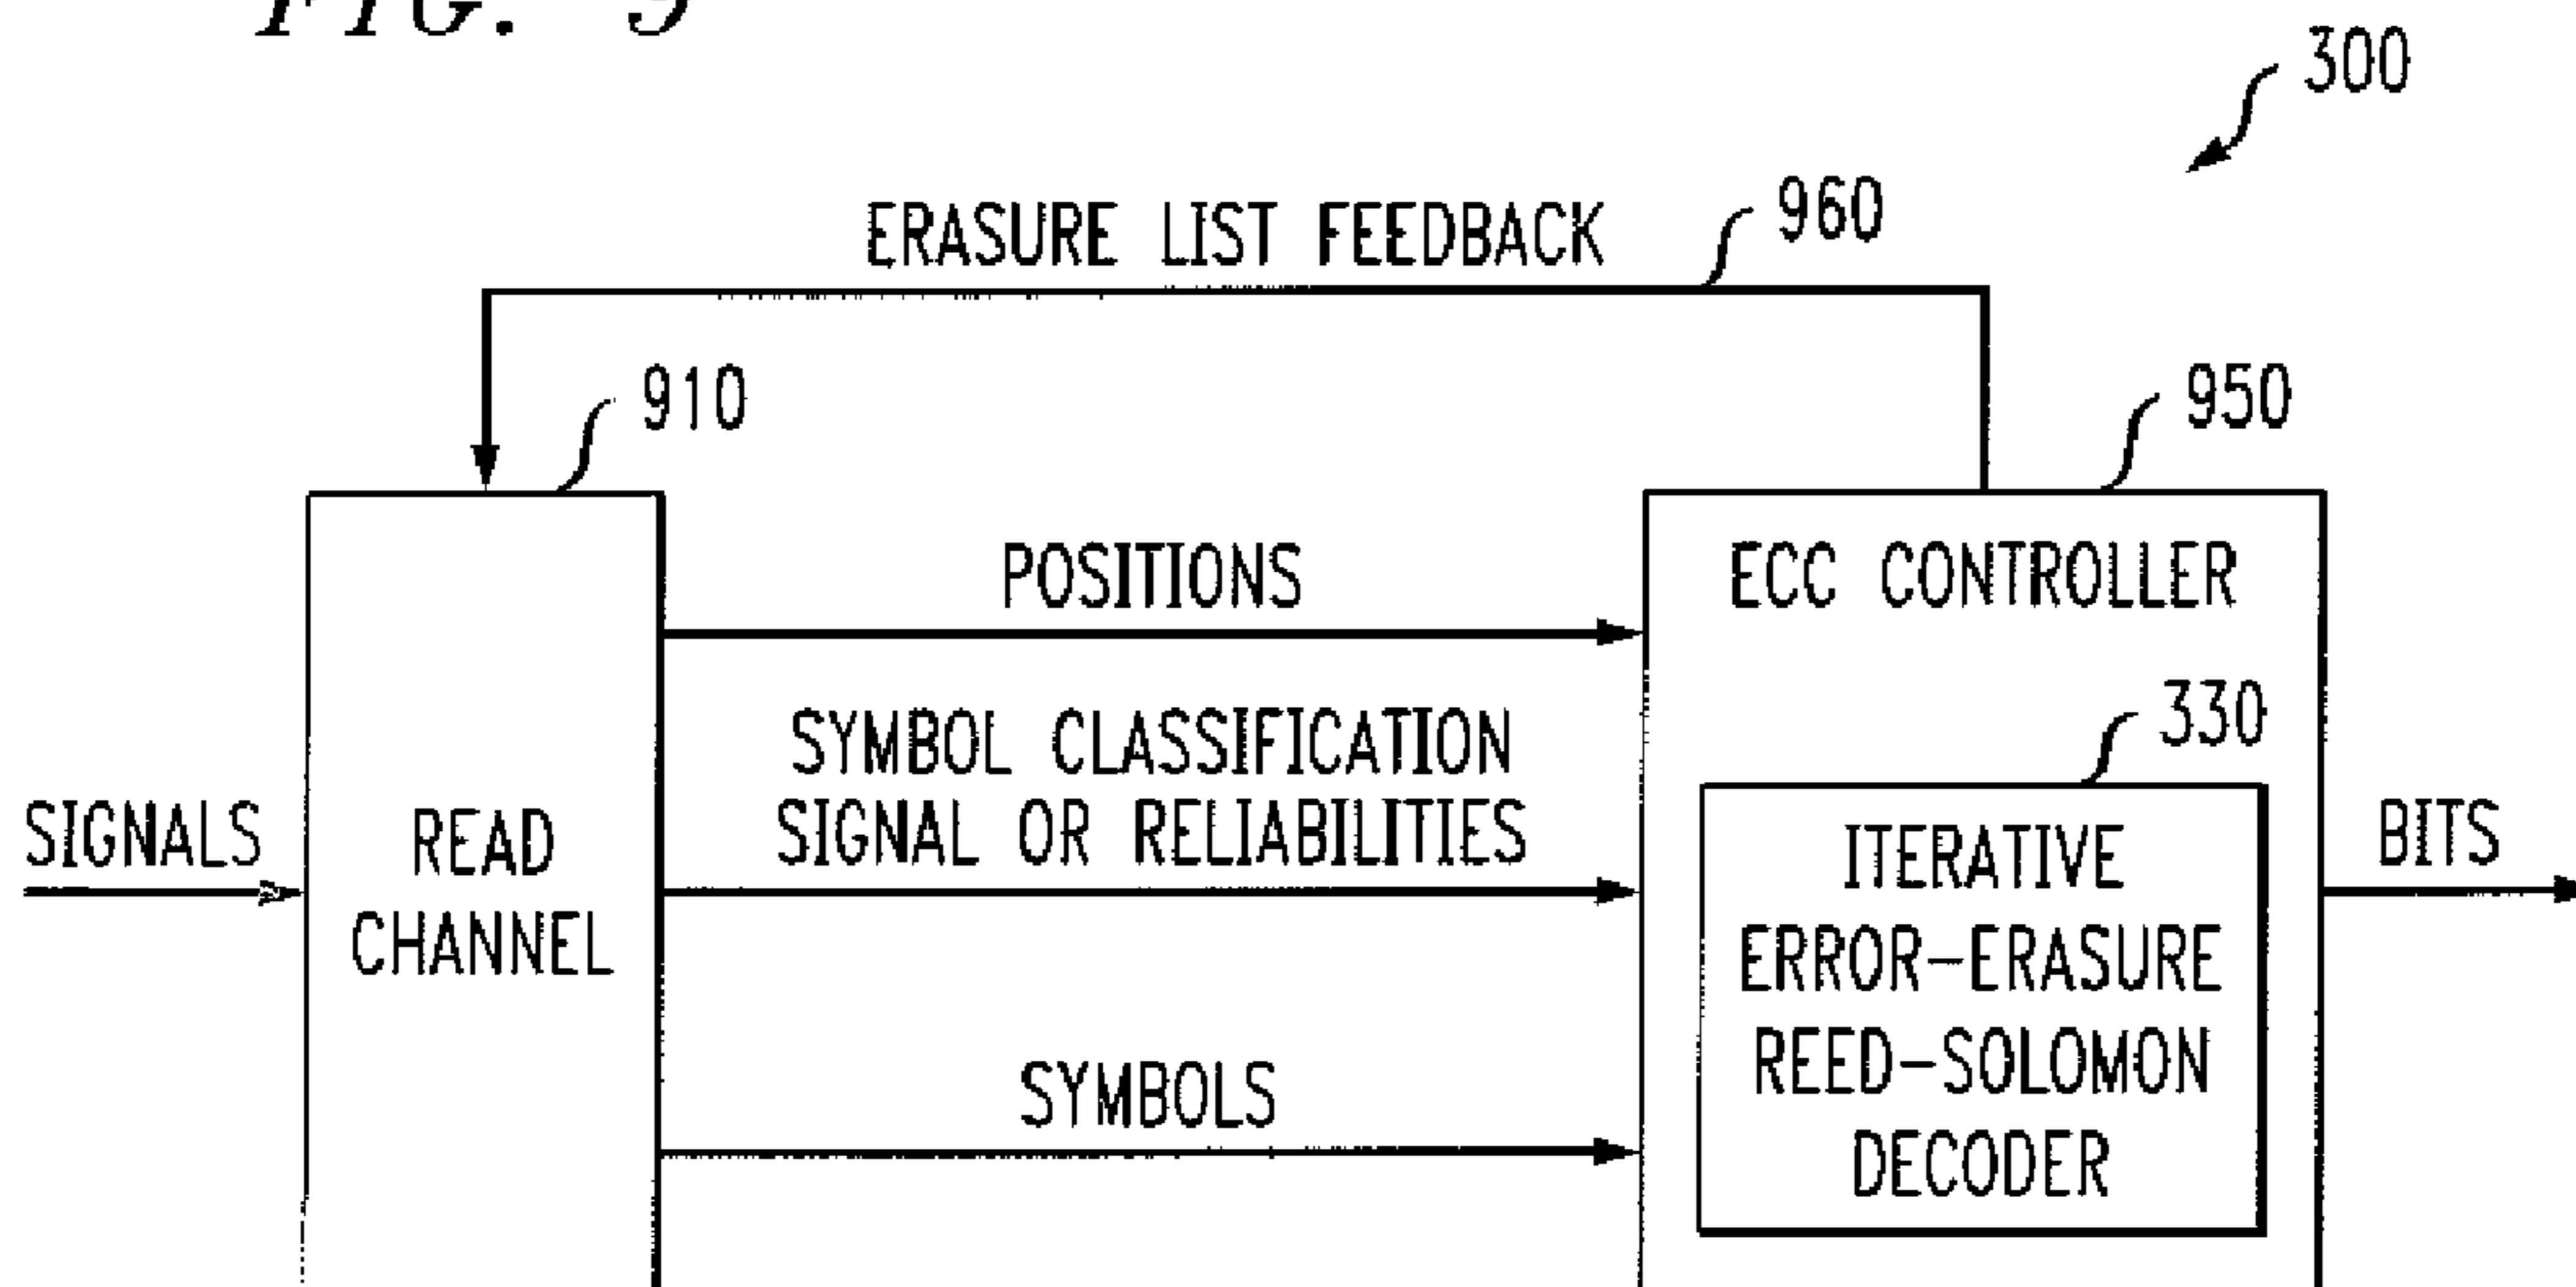 FIG. 9
300
ERASURE LIST FEEDBACK
960
910
950
POSITIONS
ECC CONTROLLER
SYMBOL CLASSIFICATION
SIGNAL OR RELIABILITIES
330
SIGNALS
READ
CHANNEL
ITERATIVE
ERROR-ERASURE
REED-SOLOMON
DECODER
BITS
SYMBOLS